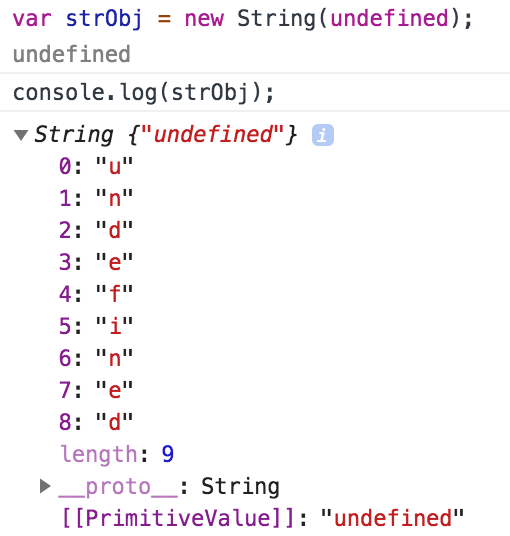 var strObj = new String(undefined);
undefined
console.log(strObj);
▼String {"undefined"} i
0: "u"
1: "n"
2: "d"
3: "e"
4: "f"
5: "i"
6: "n"
7: "e"
8: "d"
length: 9
▶__proto__: String
[[PrimitiveValue]]: "undefined"